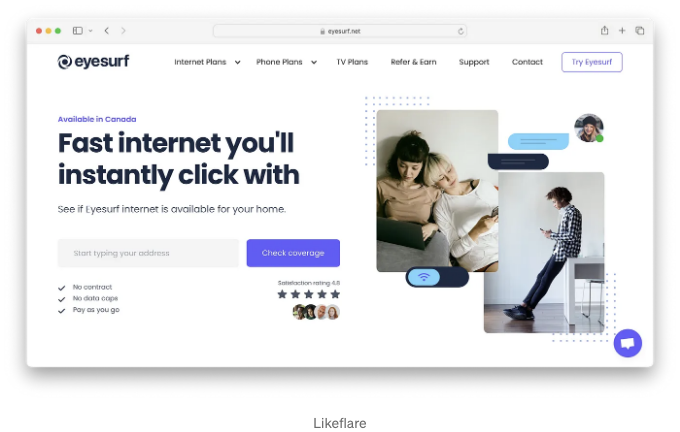 eyesurf.net
eyesurf
Internet Plans
Phone Plans
TV Plans
Refer & Earn
Support
Contact
Try Eyesurf
Available in Canada
Fast internet you'll
instantly click with
See if Eyesurf internet is available for your home.
Start typing your address
Check coverage
No contract
No data caps
Pay as you go
Satisfaction rating 4.8
Likeflare